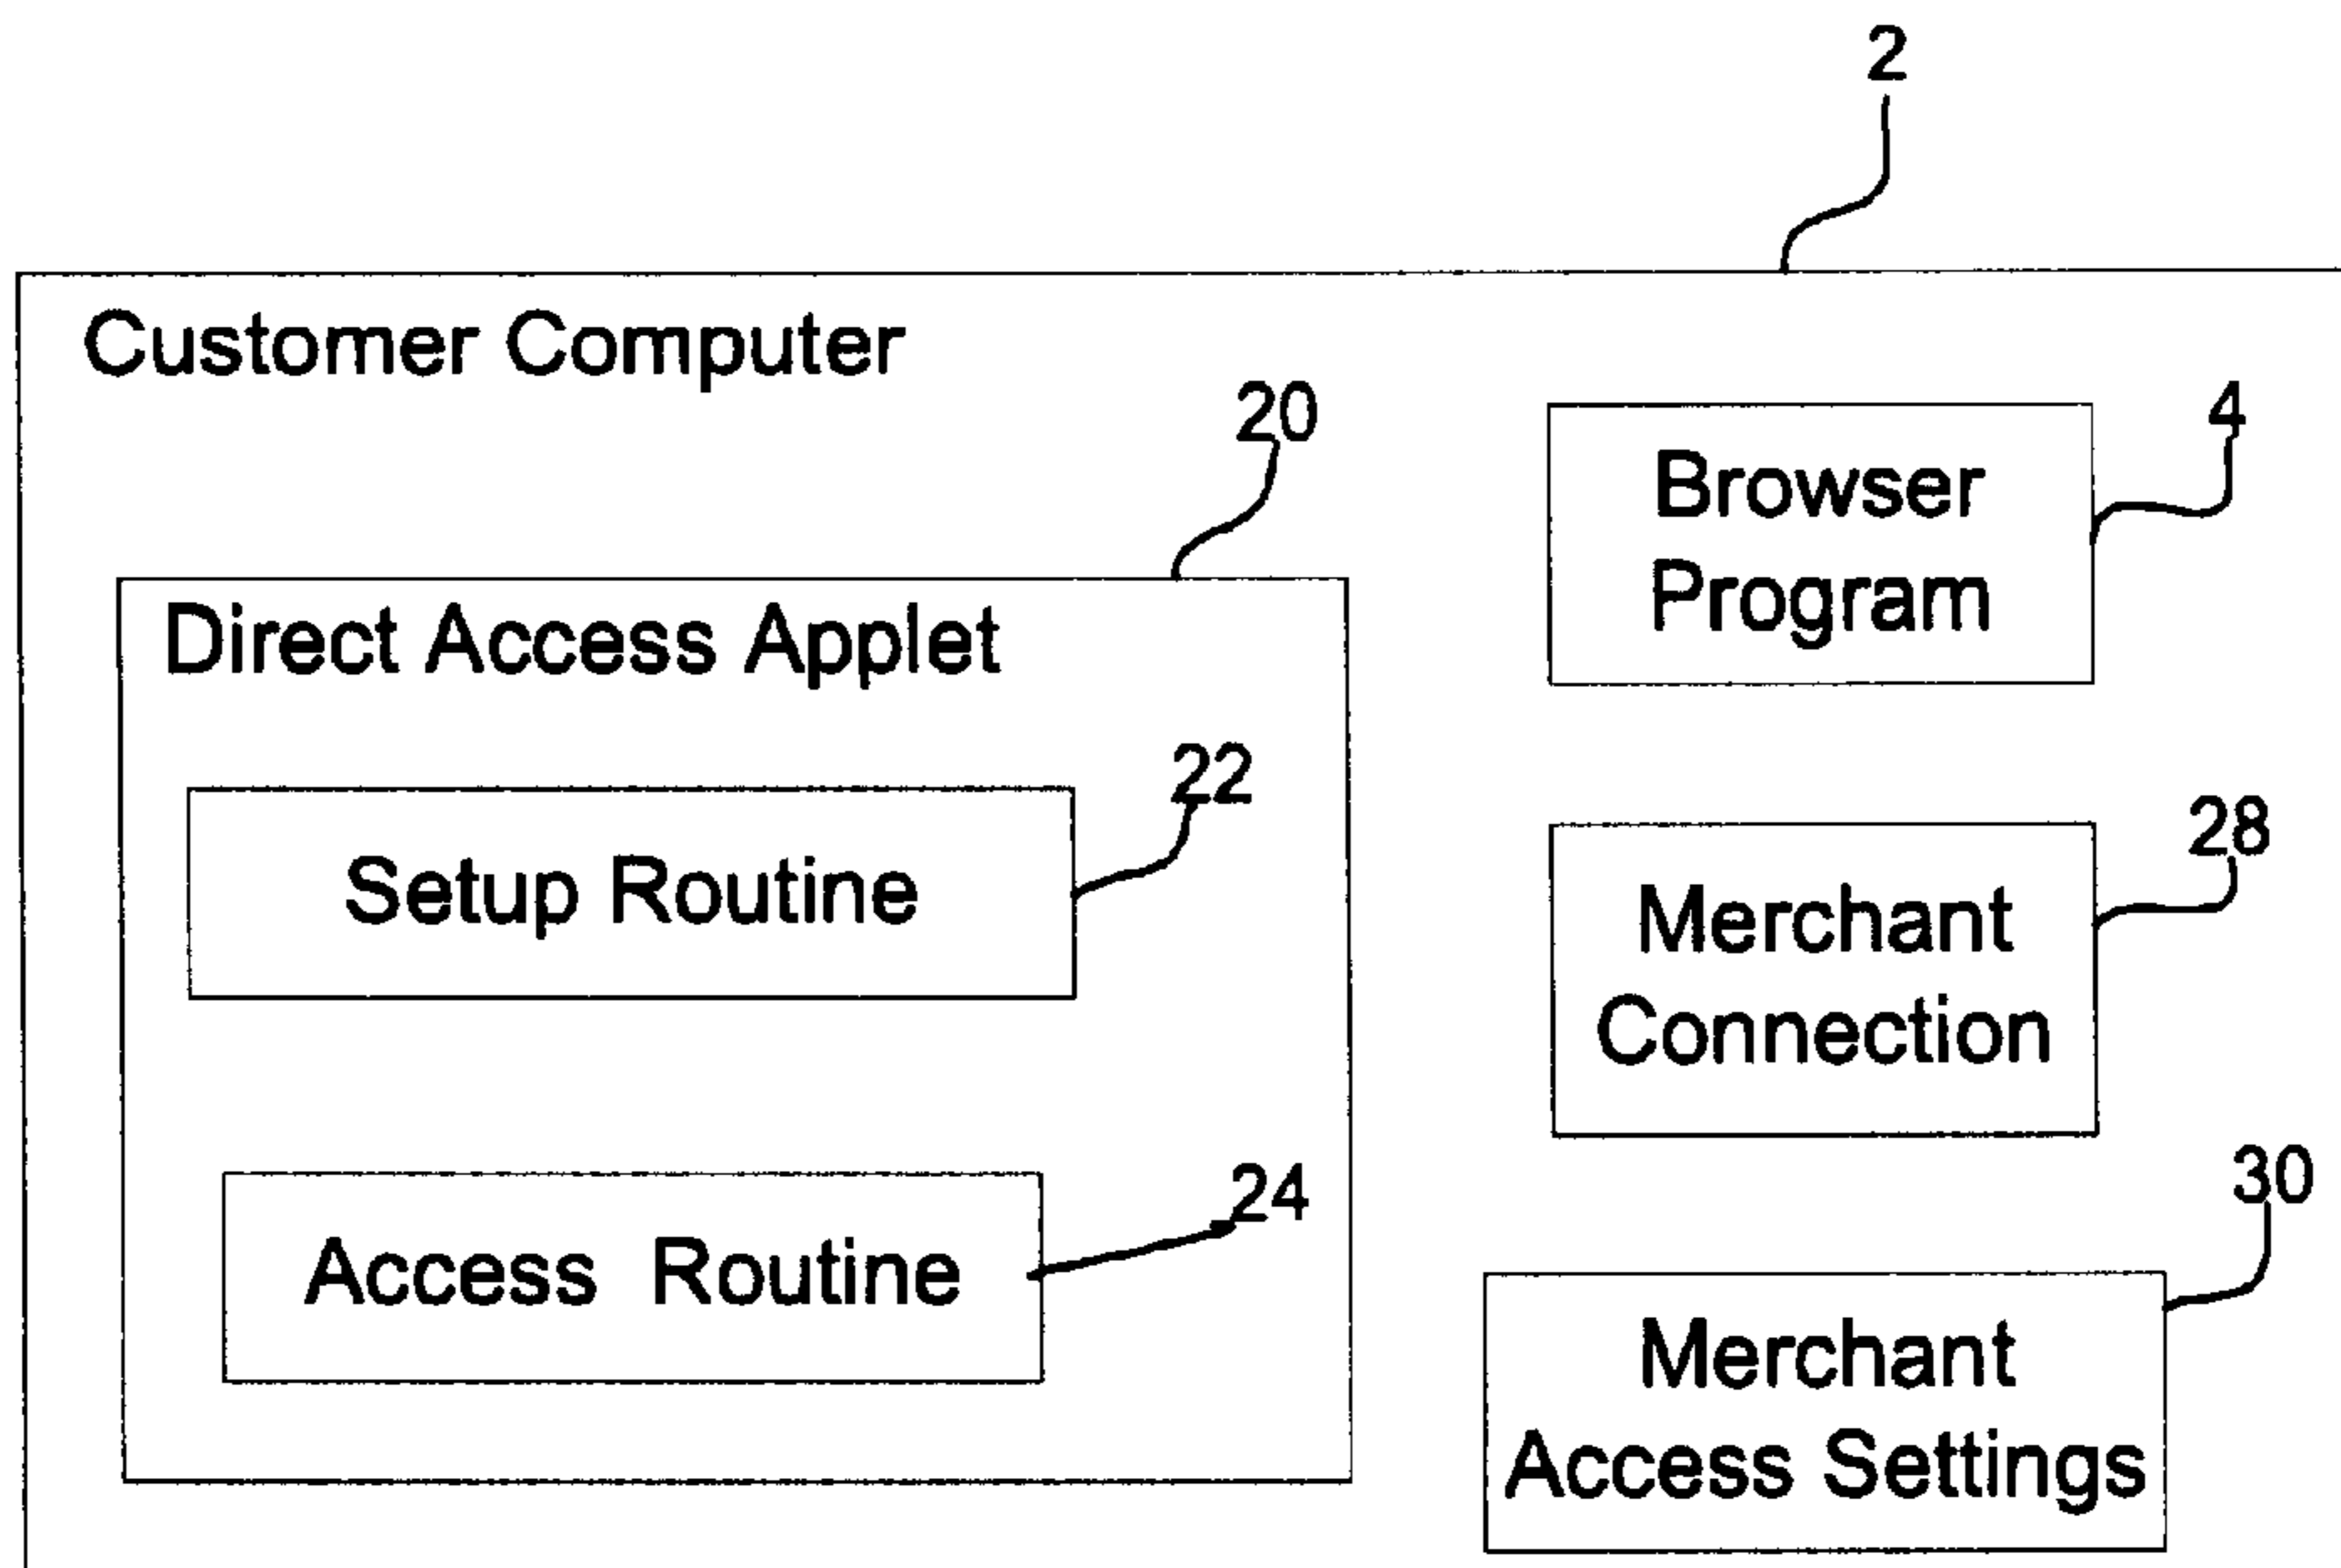 2
Customer Computer
20
4
Browser
Program
Direct Access Applet
22
Setup Routine
28
Merchant
Connection
24
Access Routine
30
Merchant
Access Settings